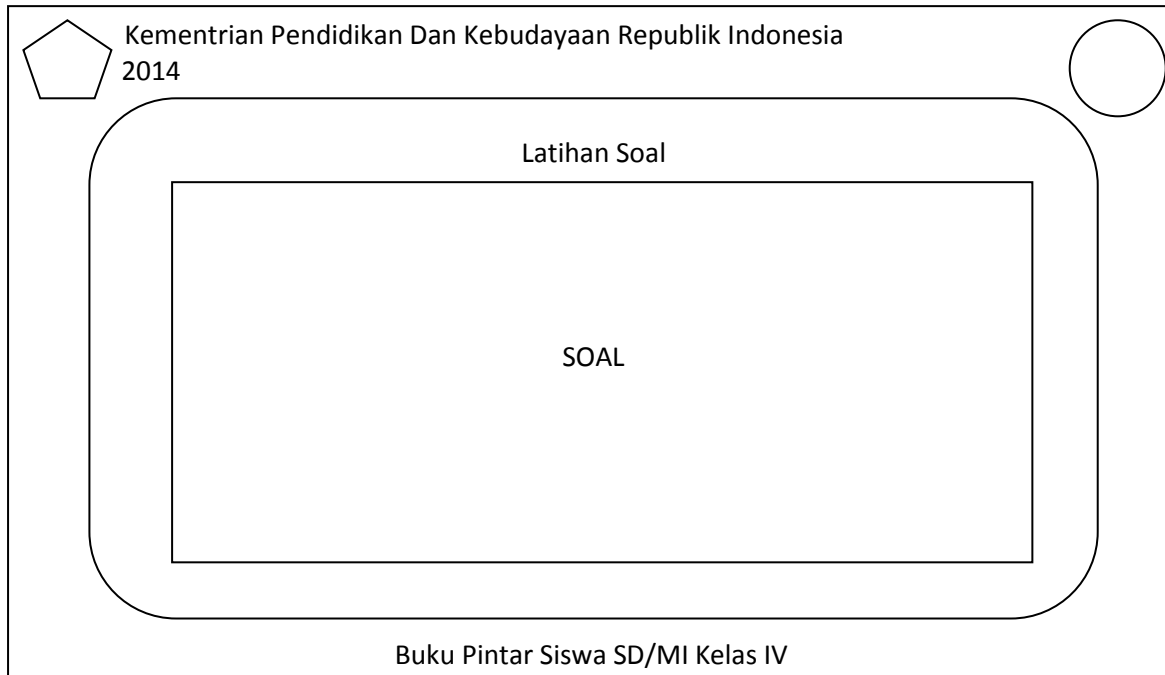 Kementrian Pendidikan Dan Kebudayaan Republik Indonesia
2014
Latihan Soal
SOAL
Buku Pintar Siswa SD/MI Kelas IV